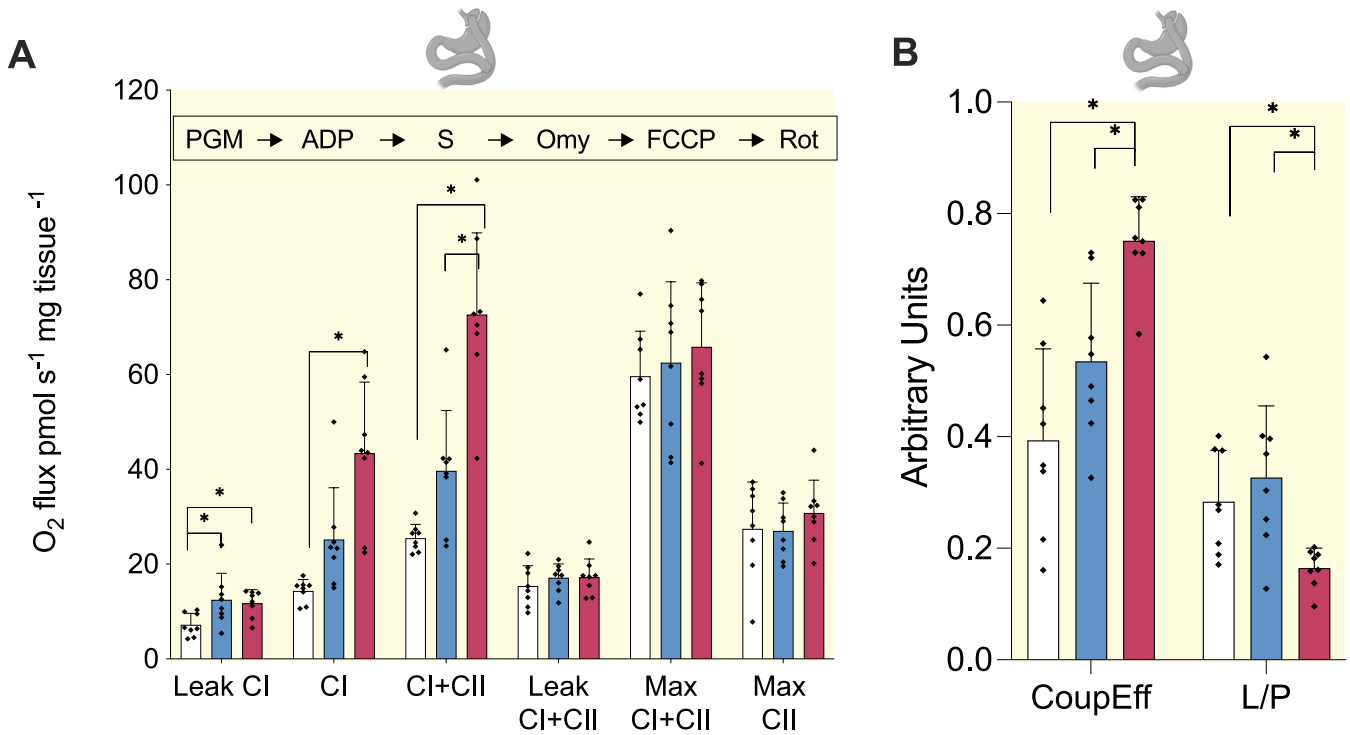 A
120
100
80
60
40
20
0
O₂ flux pmol s⁻¹ mg tissue ⁻¹
PGM → ADP → S → Omy → FCCP → Rot
*
*
*
*
*
Leak CI
CI
CI+CII
Leak
CI+CII
Max
CI+CII
Max
CII
B
1.0
0.8
0.6
0.4
0.2
0.0
Arbitrary Units
*
*
*
*
CoupEff
L/P